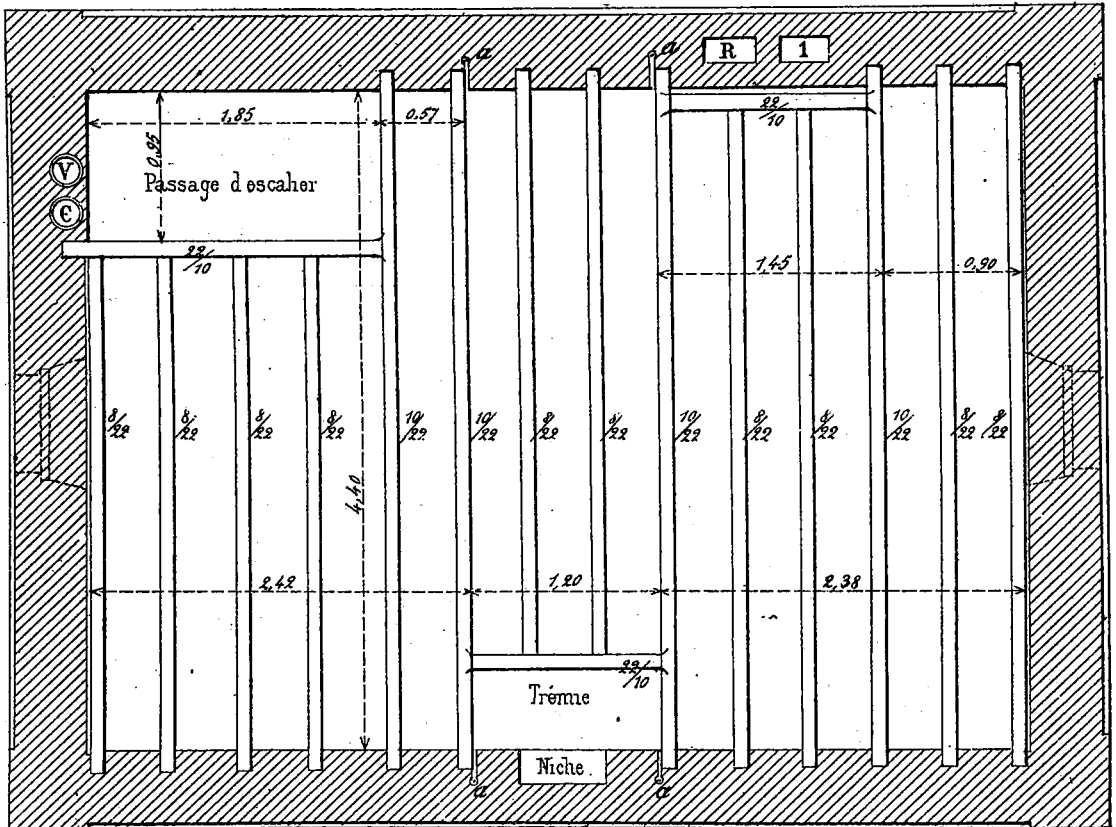 a
a
R
1
22/10
1,85
0,57
0,95
V
Passage d'escalier
E
22/10
1,45
0,90
8/22
8/22
8/22
8/22
10/22
10/22
8/22
8/22
10/22
8/22
8/22
10/22
8/22
8/22
4,40
2,42
1,20
2,38
22/10
Trémie
Niche.
a
a